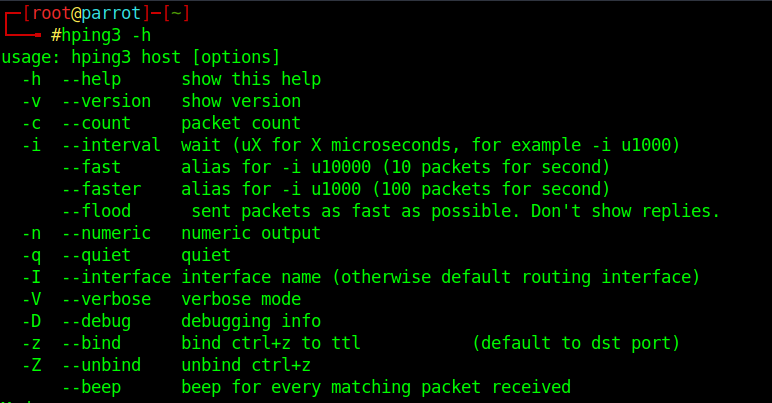 [root@parrot]─[~]
#hping3 -h
usage: hping3 host [options]
-h --help show this help
-v --version show version
-c --count packet count
-i --interval wait (uX for X microseconds, for example -i u1000)
--fast alias for -i u10000 (10 packets for second)
--faster alias for -i u1000 (100 packets for second)
--flood sent packets as fast as possible. Don't show replies.
-n --numeric numeric output
-q --quiet quiet
-I --interface interface name (otherwise default routing interface)
-V --verbose verbose mode
-D --debug debugging info
-z --bind bind ctrl+z to ttl (default to dst port)
-Z --unbind unbind ctrl+z
--beep beep for every matching packet received